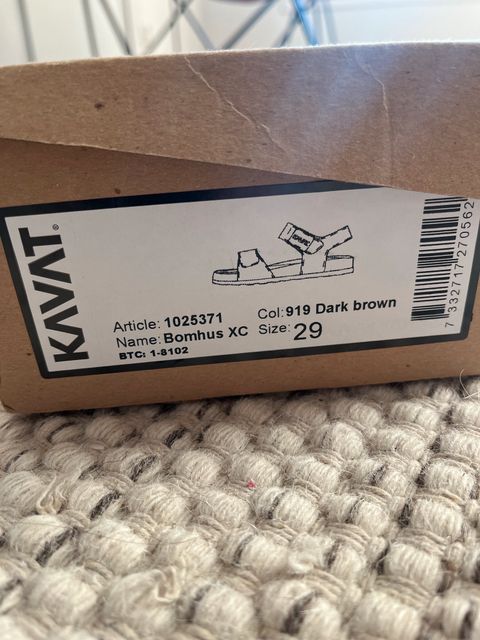 KAVAT®
Article: 1025371
Name: Bomhus XC
BTC: 1-8102
Col: 919 Dark brown
Size: 29
7 332717 270562